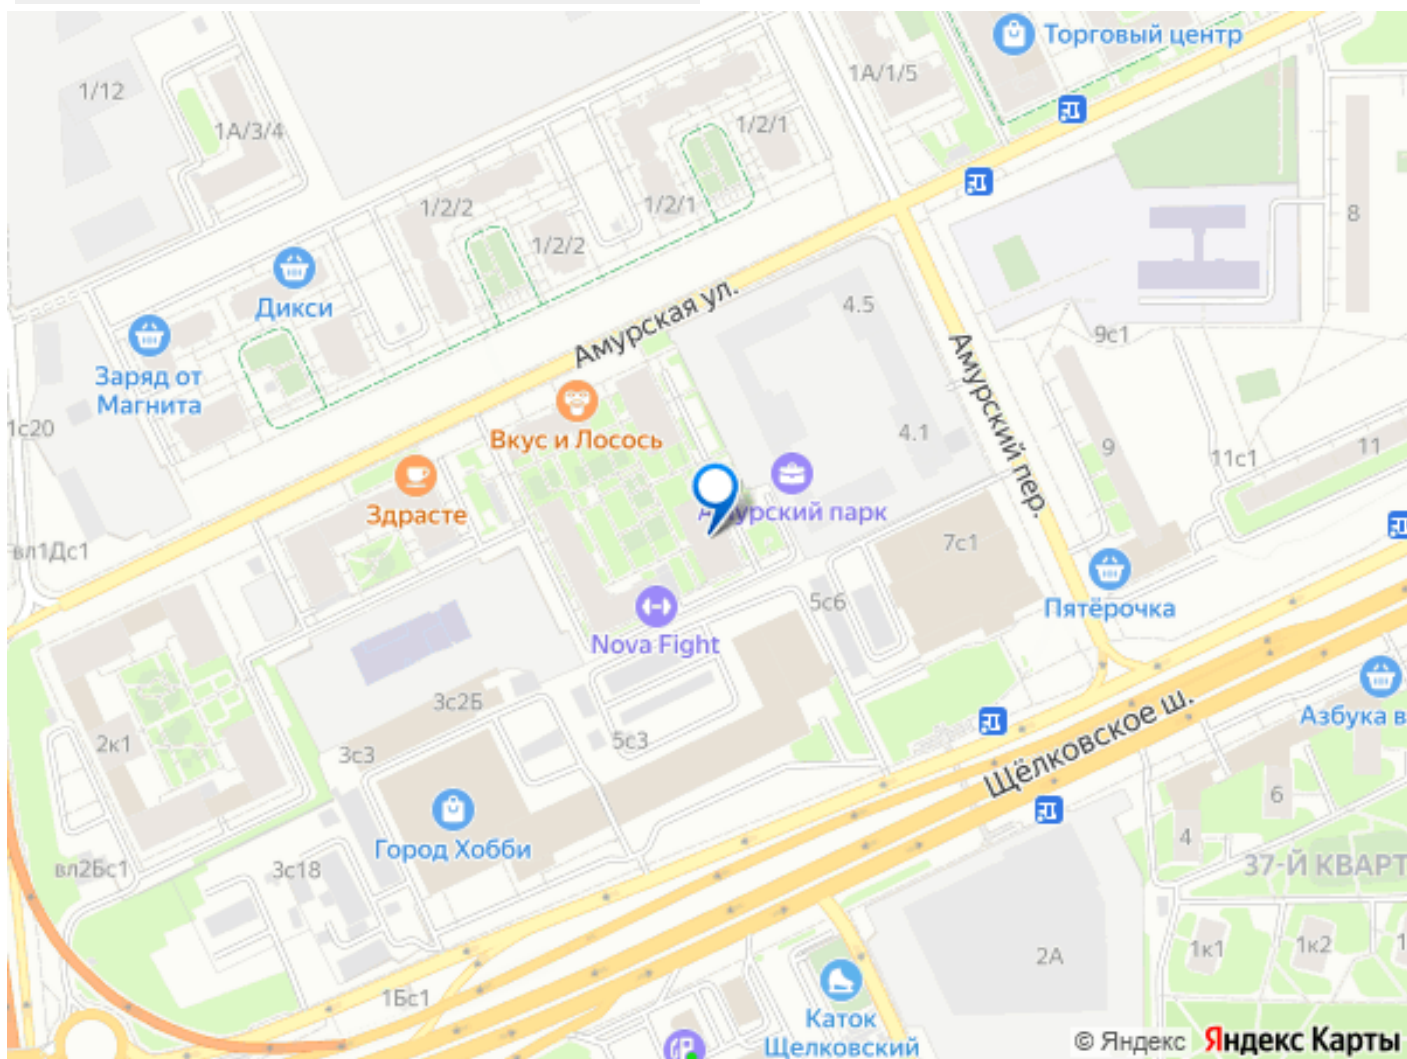 Торговый центр
1/12
1А/1/5
1А/3/4
1/2/1
1/2/2
1/2/1
8
1/2/2
Дикси
4.5
Амурская ул.
9с1
Заряд от
Магнита
Амурский пер.
1с20
Вкус и Лосось
4.1
9
11
11с1
Здрасте
Амурский парк
7с1
вл1Дс1
5с6
Пятёрочка
Nova Fight
3с2Б
Щёлковское ш.
Азбука в
2к1
5с3
3с3
6
4
Город Хобби
37-Й КВАРТ
вл2Бс1
3с18
2А
1к1
1к2
1
1Бс1
Каток
Щелковский
© Яндекс Яндекс Карты